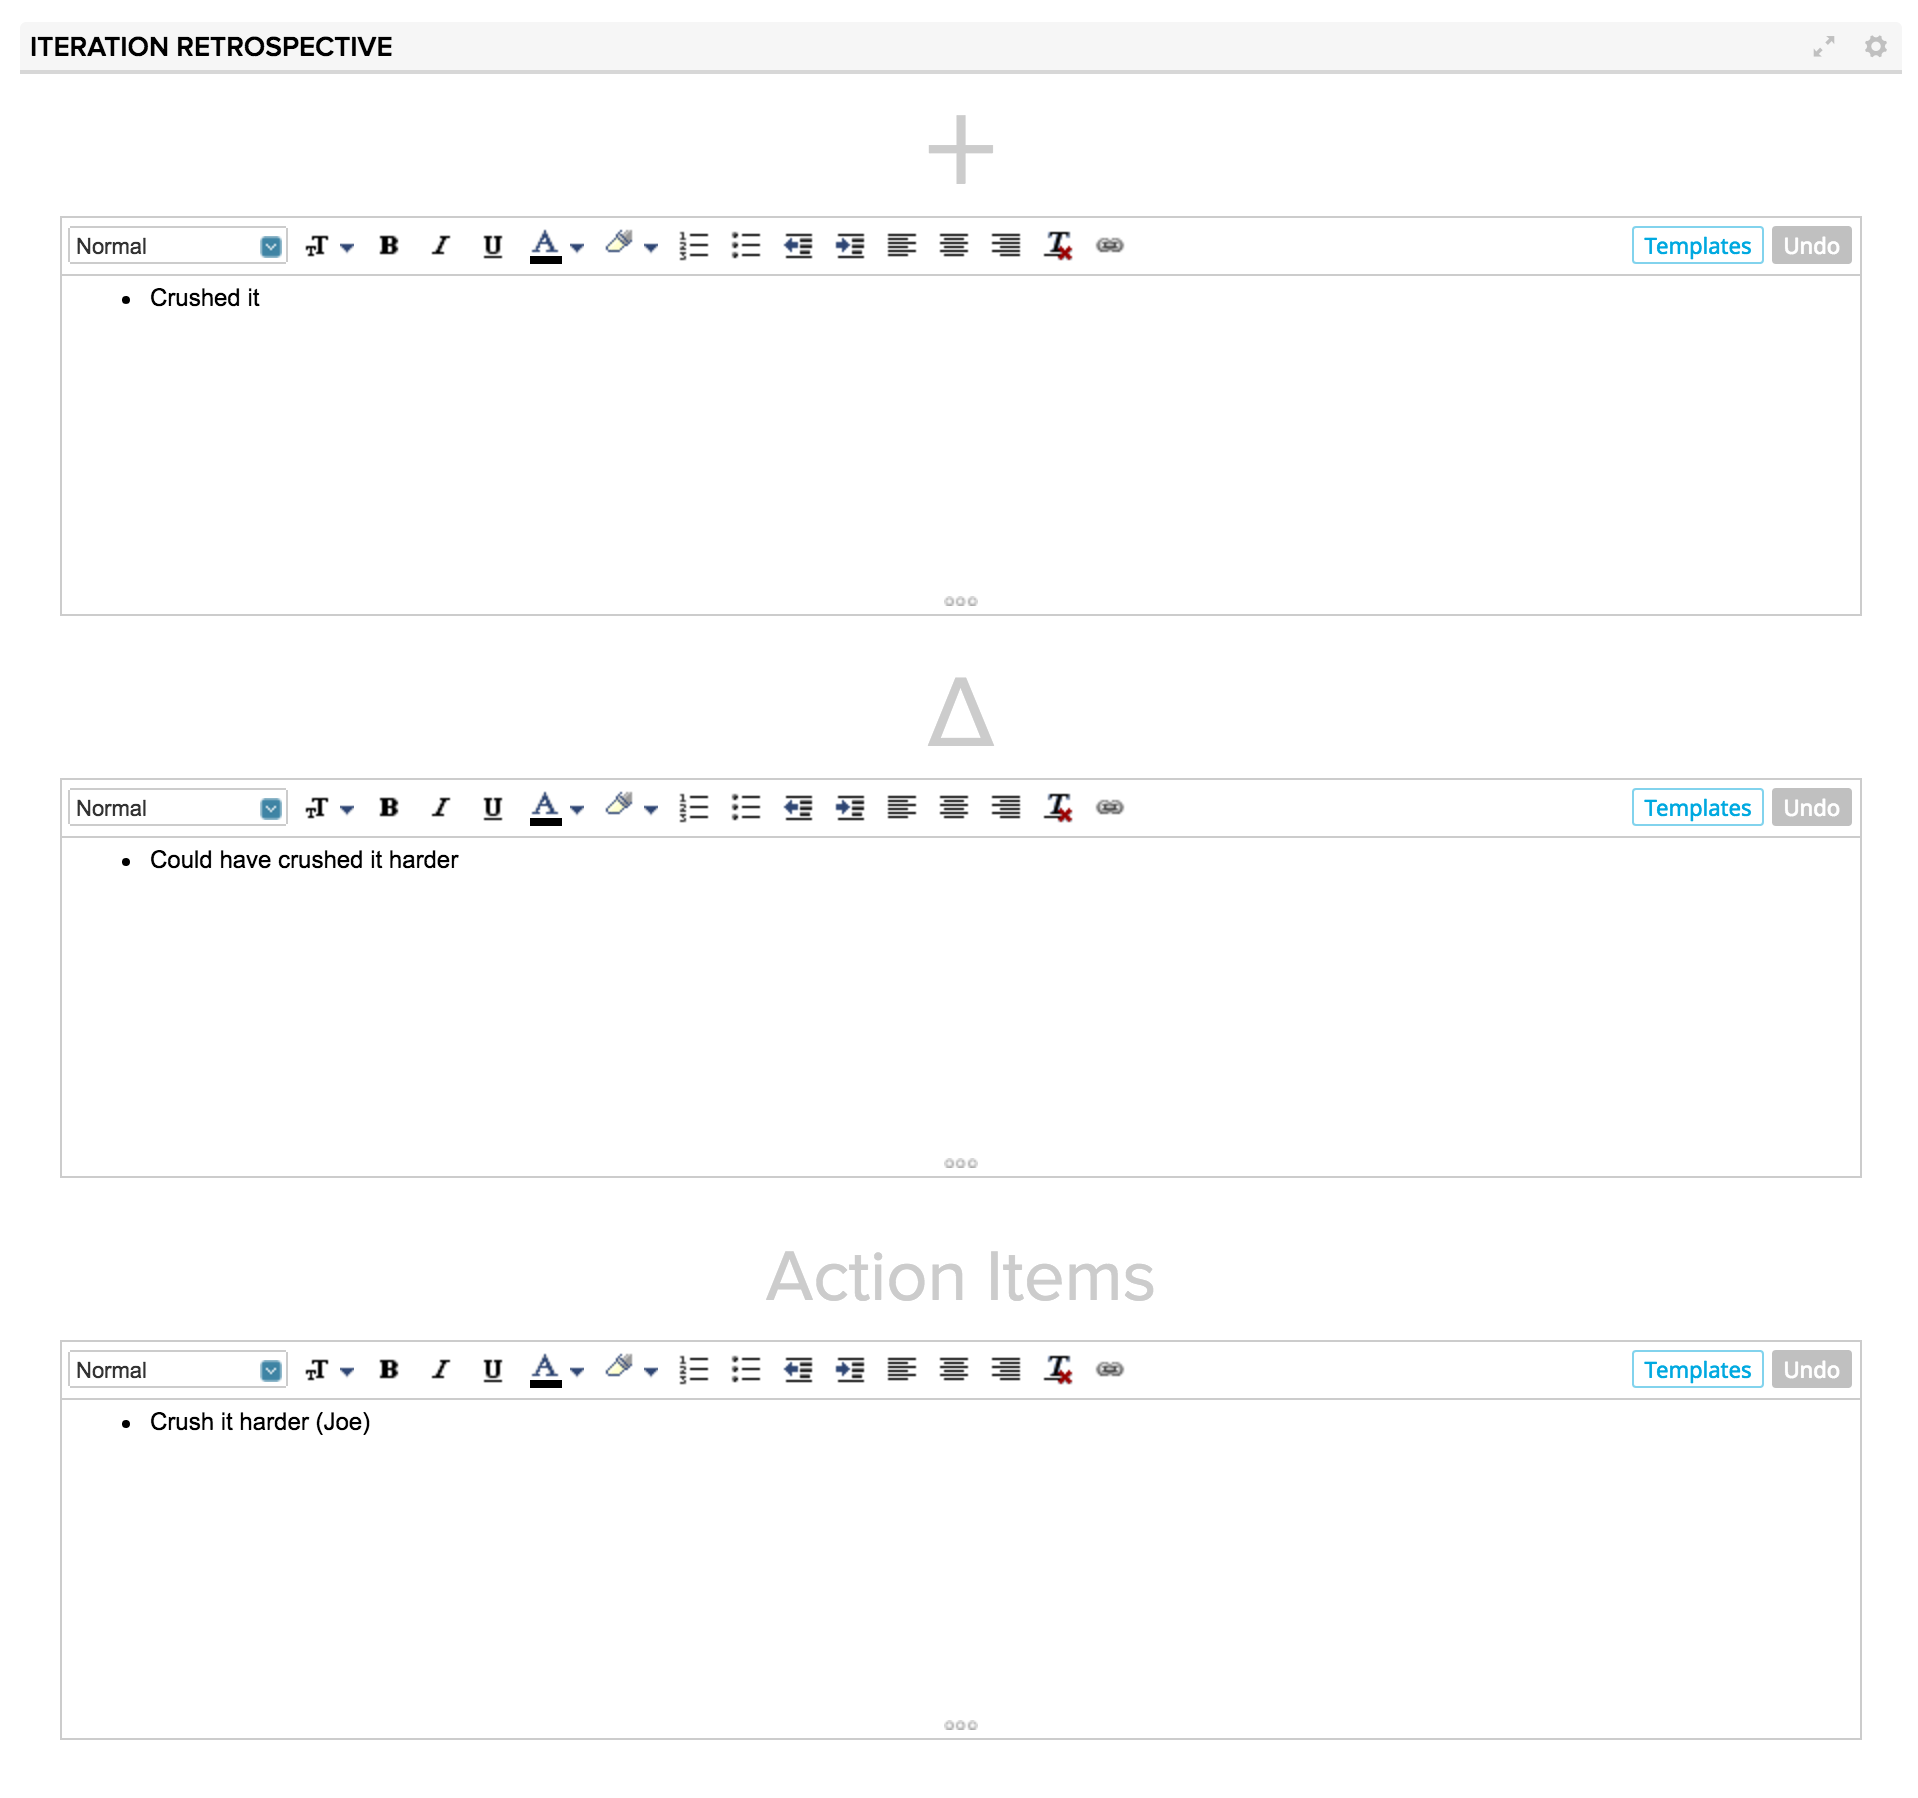 ITERATION RETROSPECTIVE
+
Normal Templates Undo
• Crushed it
Δ
Normal Templates Undo
• Could have crushed it harder
Action Items
Normal Templates Undo
• Crush it harder (Joe)